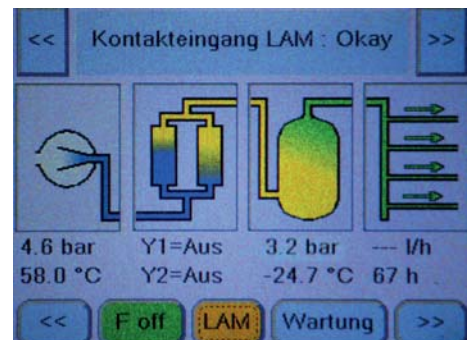 << Kontakteingang LAM : Okay >>
4.6 bar Y1=Aus 3.2 bar --- l/h
58.0 °C Y2=Aus -24.7 °C 67 h
<< F off LAM Wartung >>